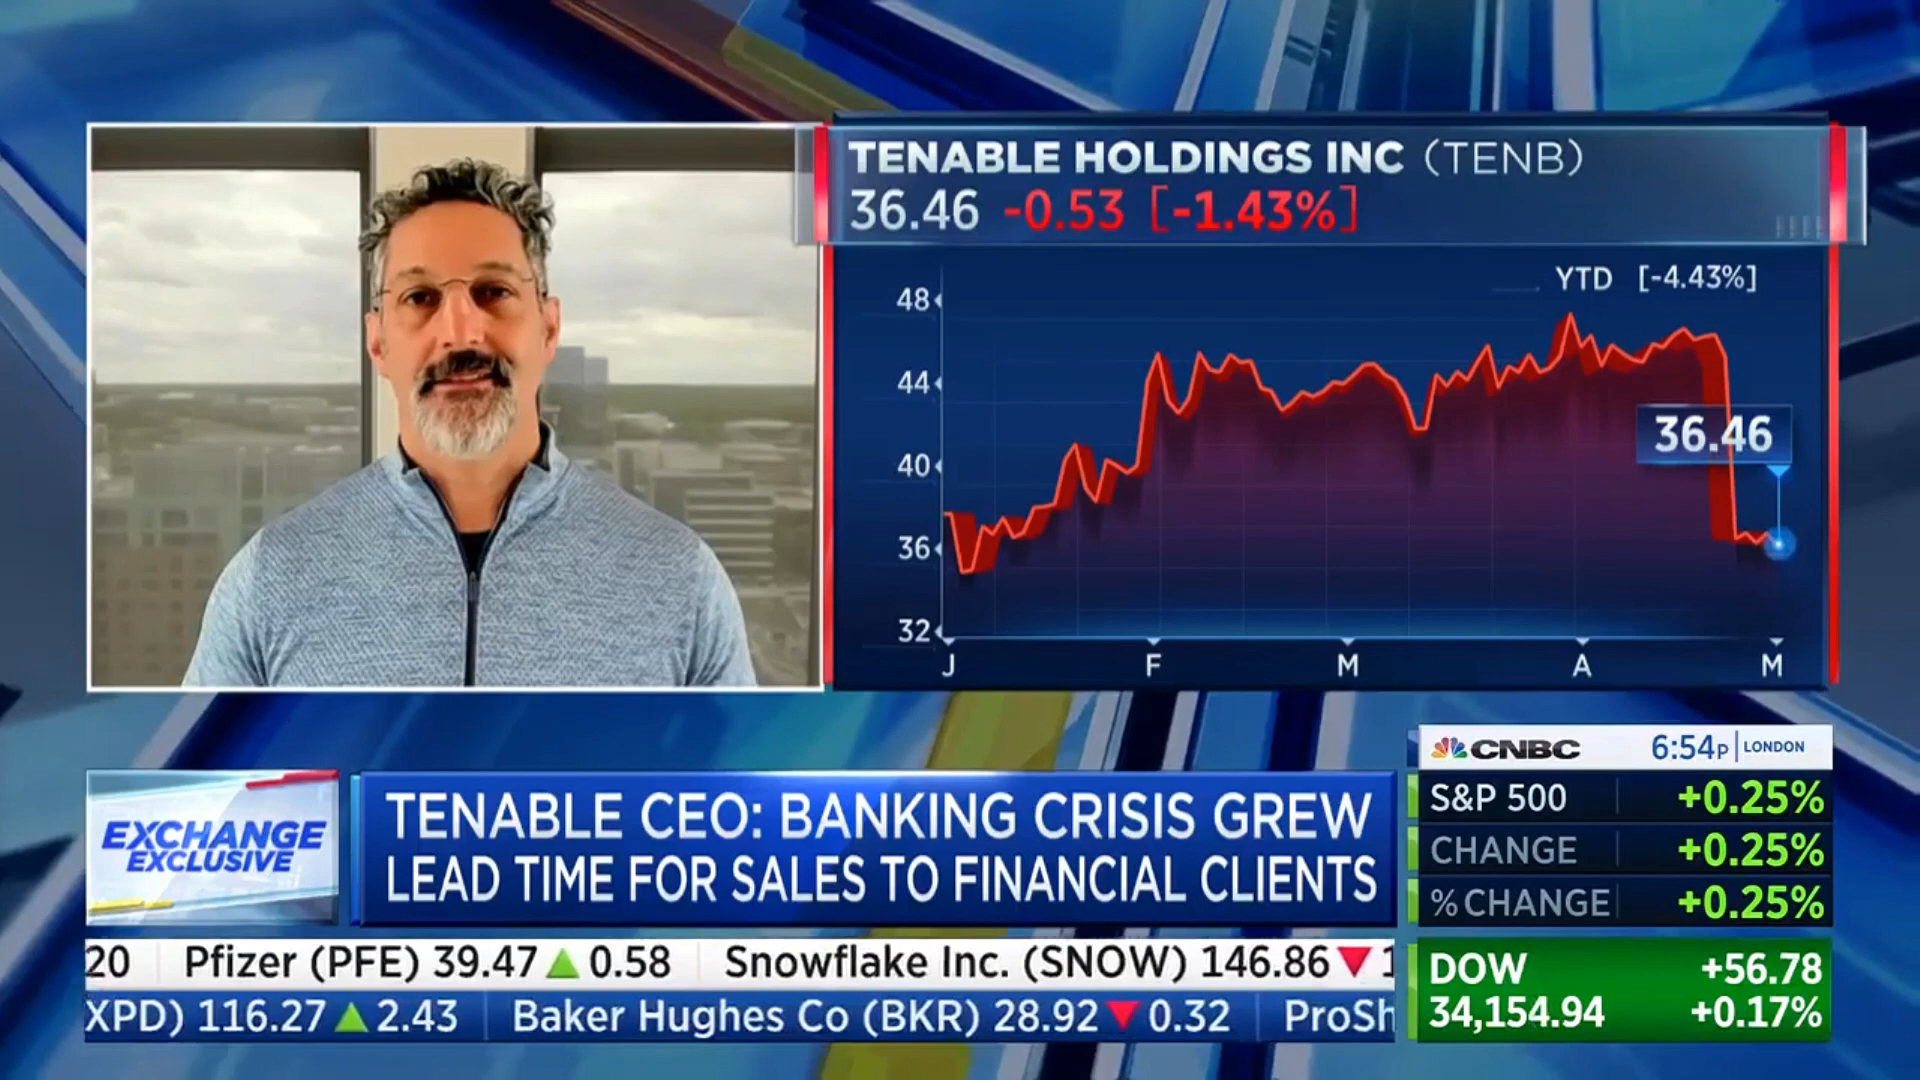 TENABLE HOLDINGS INC (TENB)
36.46 -0.53 [-1.43%]
YTD [-4.43%]
48
44
40
36
32
36.46
J F M A M
EXCHANGE
EXCLUSIVE
TENABLE CEO: BANKING CRISIS GREW
LEAD TIME FOR SALES TO FINANCIAL CLIENTS
CNBC 6:54P LONDON
S&P 500 +0.25%
CHANGE +0.25%
% CHANGE +0.25%
DOW +56.78
34,154.94 +0.17%
20 Pfizer (PFE) 39.47 ▲ 0.58 Snowflake Inc. (SNOW) 146.86 ▼ 1
XPD) 116.27 ▲ 2.43 Baker Hughes Co (BKR) 28.92 ▼ 0.32 ProSh